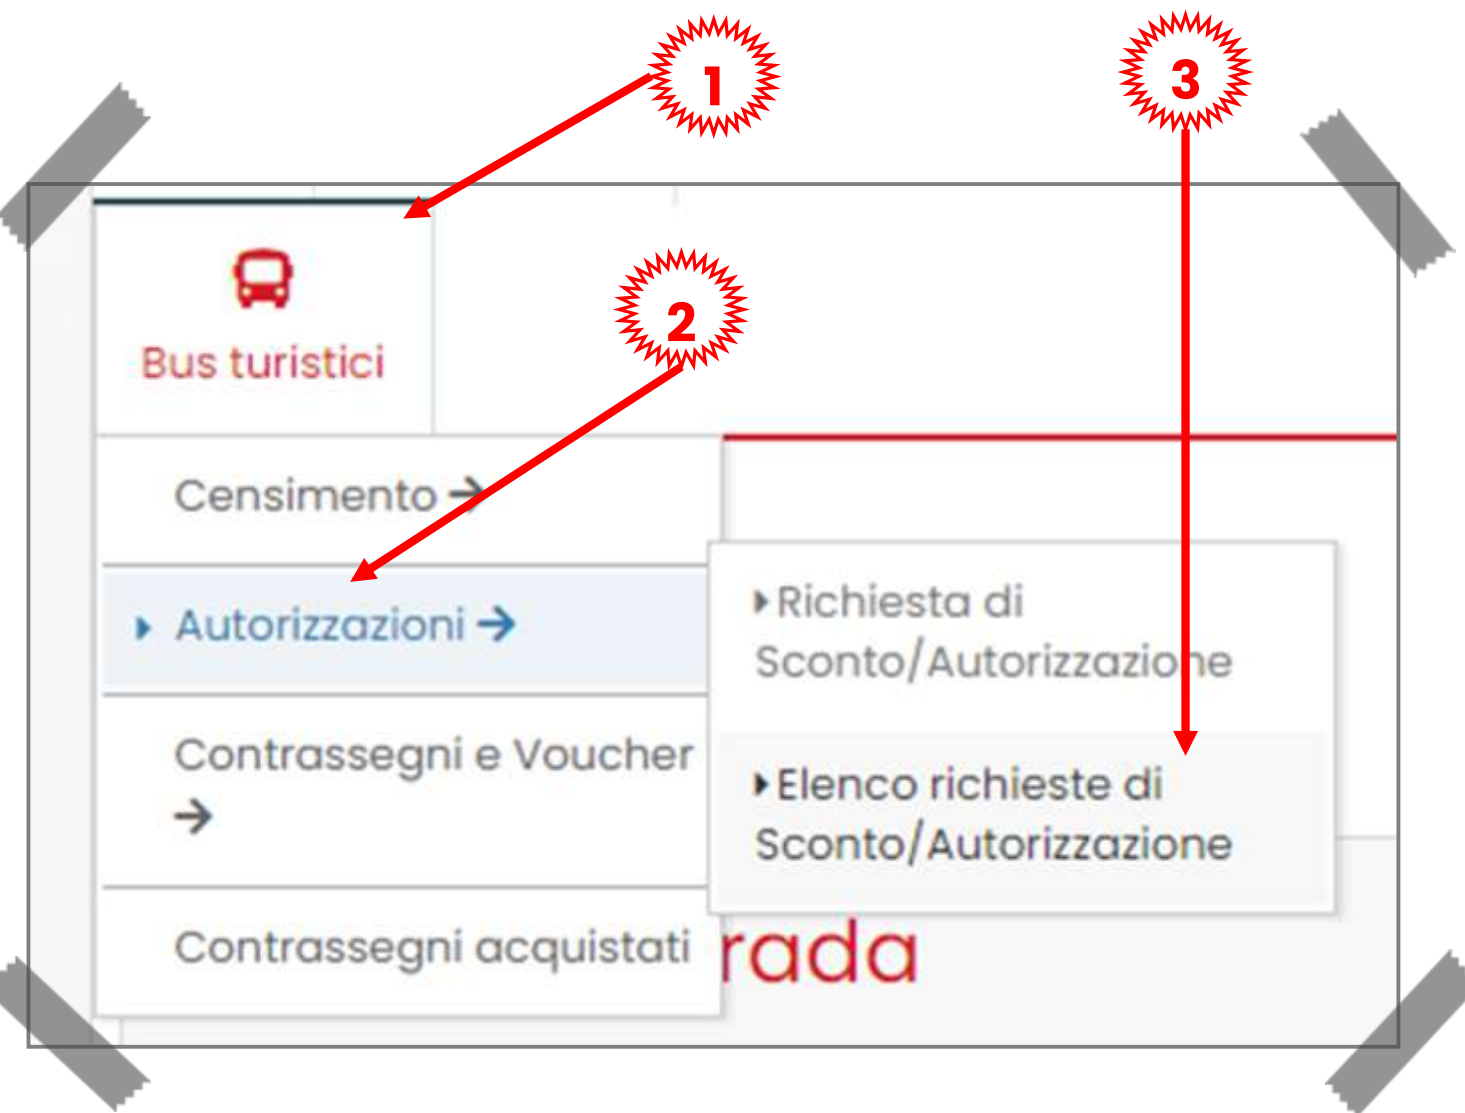 1
3
Bus turistici
2
Censimento
Autorizzazioni
Richiesta di
Sconto/Autorizzazione
Contrassegni e Voucher
Elenco richieste di
Sconto/Autorizzazione
Contrassegni acquistati
rada